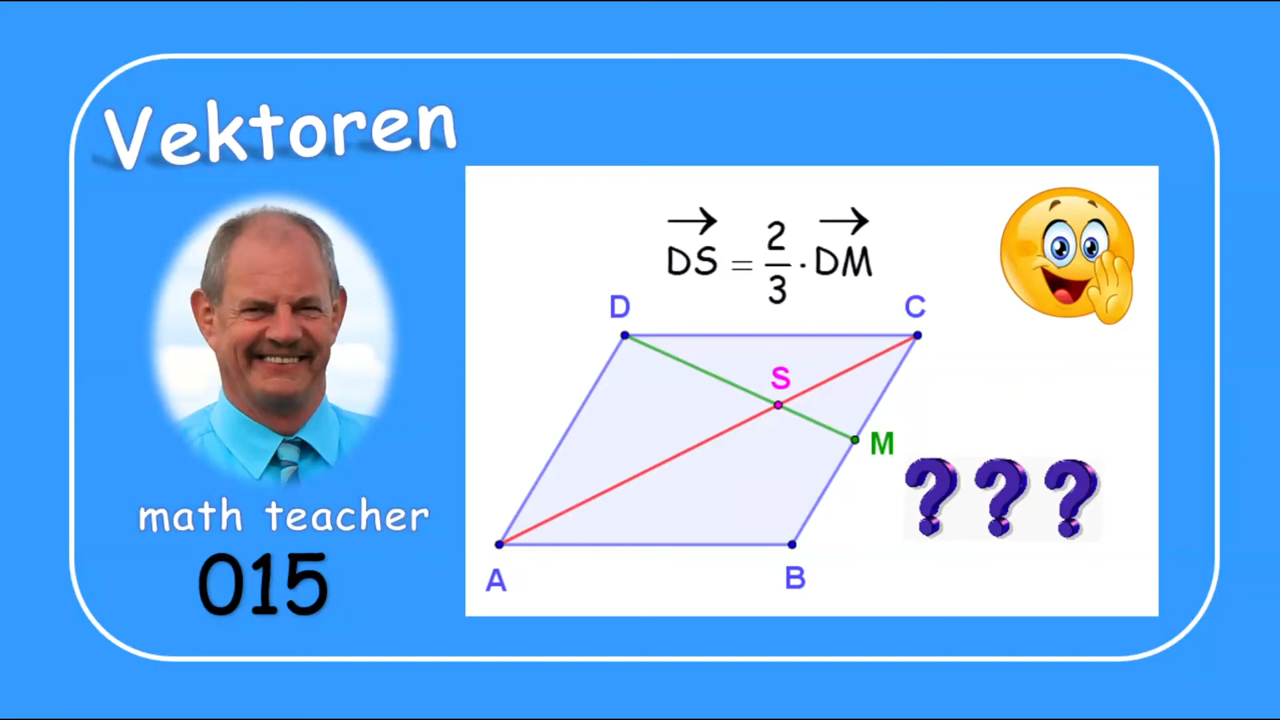 Vektoren
math teacher
015
DS = 2/3 · DM
D
C
S
M
A
B
???